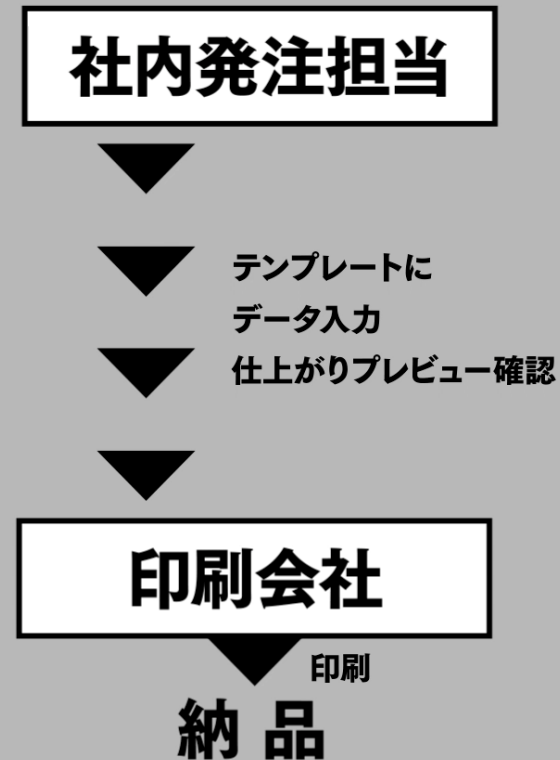 社内発注担当
テンプレートに
データ入力
仕上がりプレビュー確認
印刷会社
印刷
納品